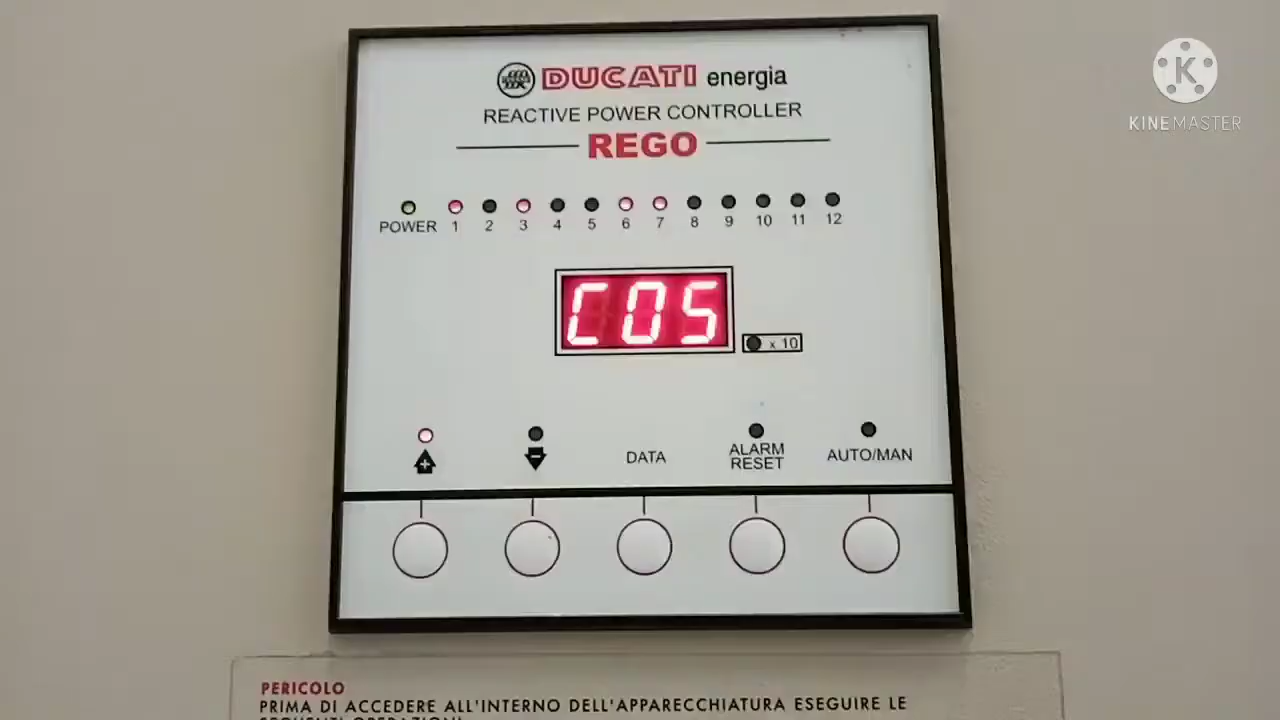 DUCATI energia
REACTIVE POWER CONTROLLER
REGO
POWER 1 2 3 4 5 6 7 8 9 10 11 12
COS
x 10
+ - DATA ALARM RESET AUTO/MAN
PERICOLO
PRIMA DI ACCEDERE ALL'INTERNO DELL'APPARECCHIATURA ESEGUIRE LE
K
KINEMASTER